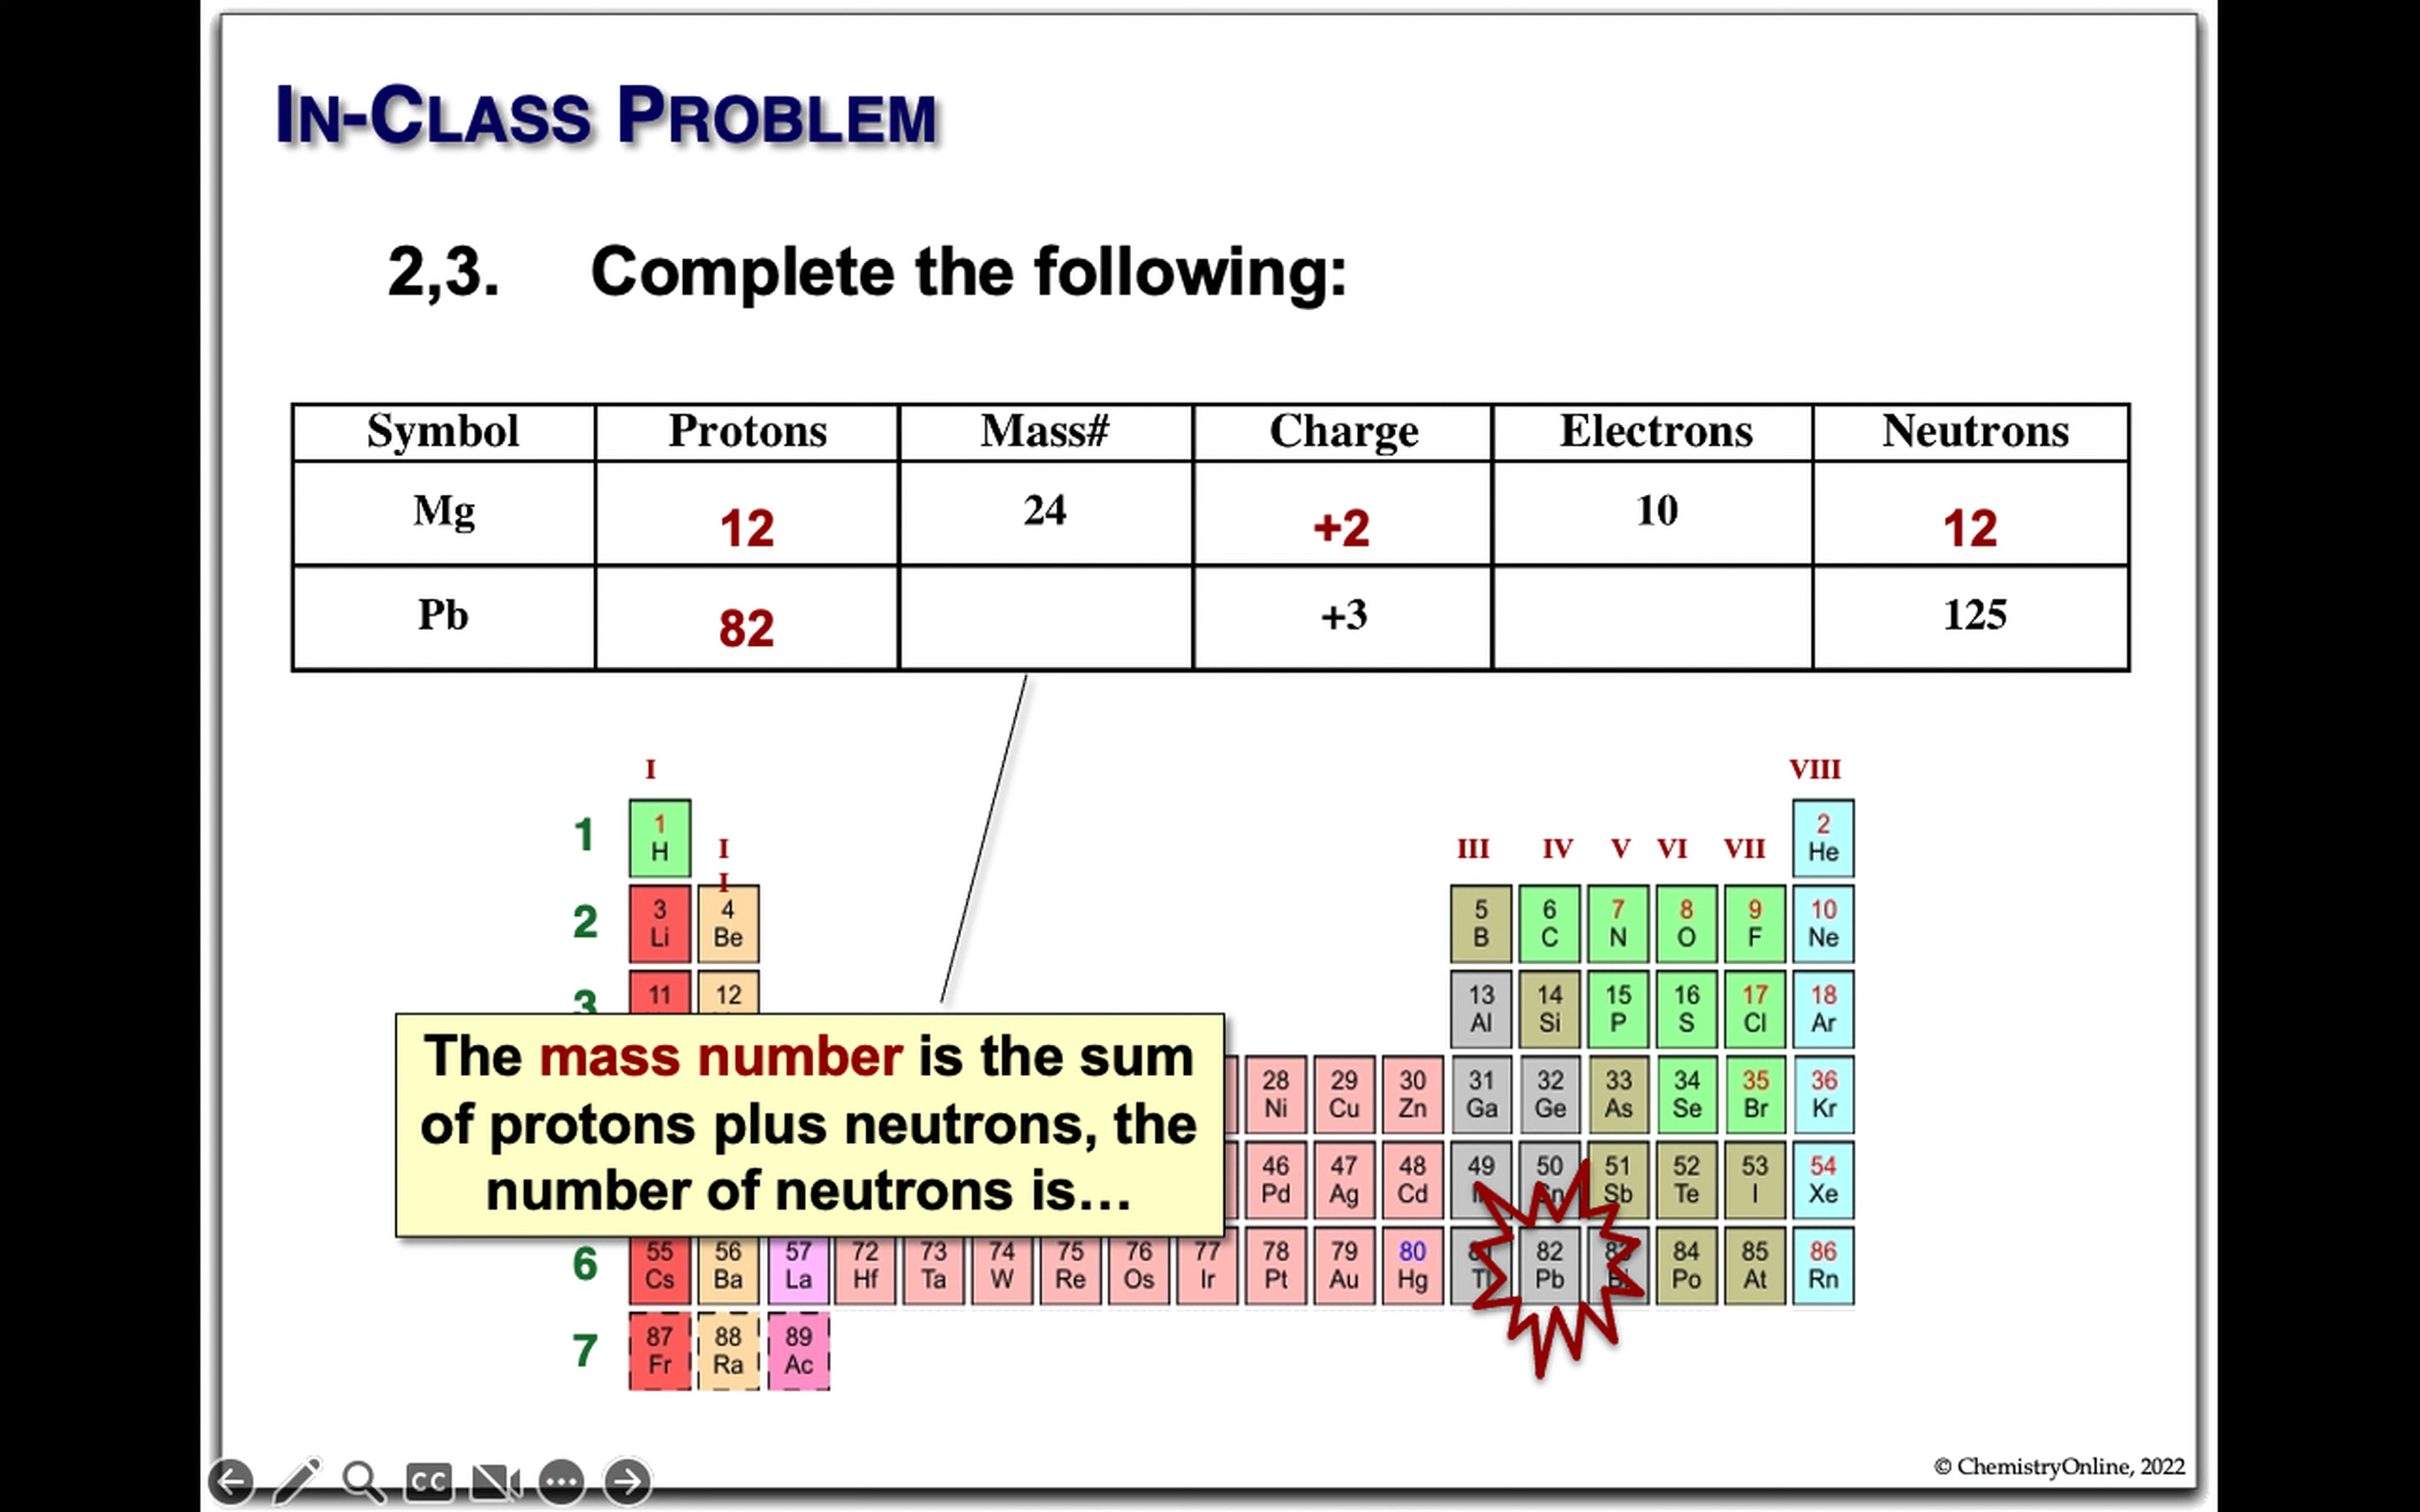 IN-CLASS PROBLEM
2,3. Complete the following:
Symbol Protons Mass# Charge Electrons Neutrons
Mg 12 24 +2 10 12
Pb 82 +3 125
I VIII
1 1 2
H I III IV V VI VII He
I
2 3 4 5 6 7 8 9 10
Li Be B C N O F Ne
3 11 12 13 14 15 16 17 18
Al Si P S Cl Ar
The mass number is the sum
of protons plus neutrons, the
number of neutrons is...
28 29 30 31 32 33 34 35 36
Ni Cu Zn Ga Ge As Se Br Kr
46 47 48 49 50 51 52 53 54
Pd Ag Cd Sb Te I Xe
6 55 56 57 72 73 74 75 76 77 78 79 80 82 84 85 86
Cs Ba La Hf Ta W Re Os Ir Pt Au Hg Tl Pb Po At Rn
7 87 88 89
Fr Ra Ac
© ChemistryOnline, 2022
CC